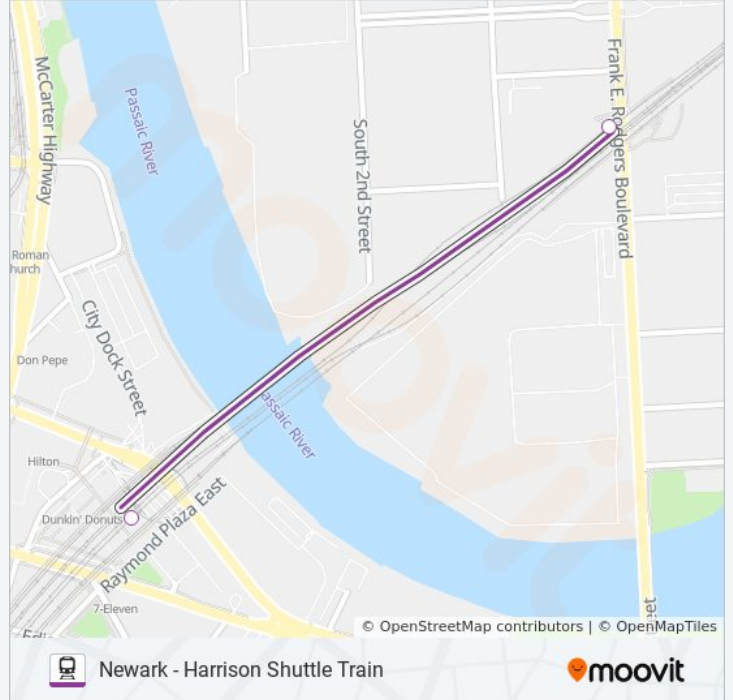 McCarter Highway
Passaic River
South 2nd Street
Frank E. Rodgers Boulevard
Roman
hurch
City Dock Street
Don Pepe
assaic River
Hilton
Dunkin' Donuts
Raymond Plaza East
7-Eleven
© OpenStreetMap contributors | © OpenMapTiles
Newark - Harrison Shuttle Train
moovit